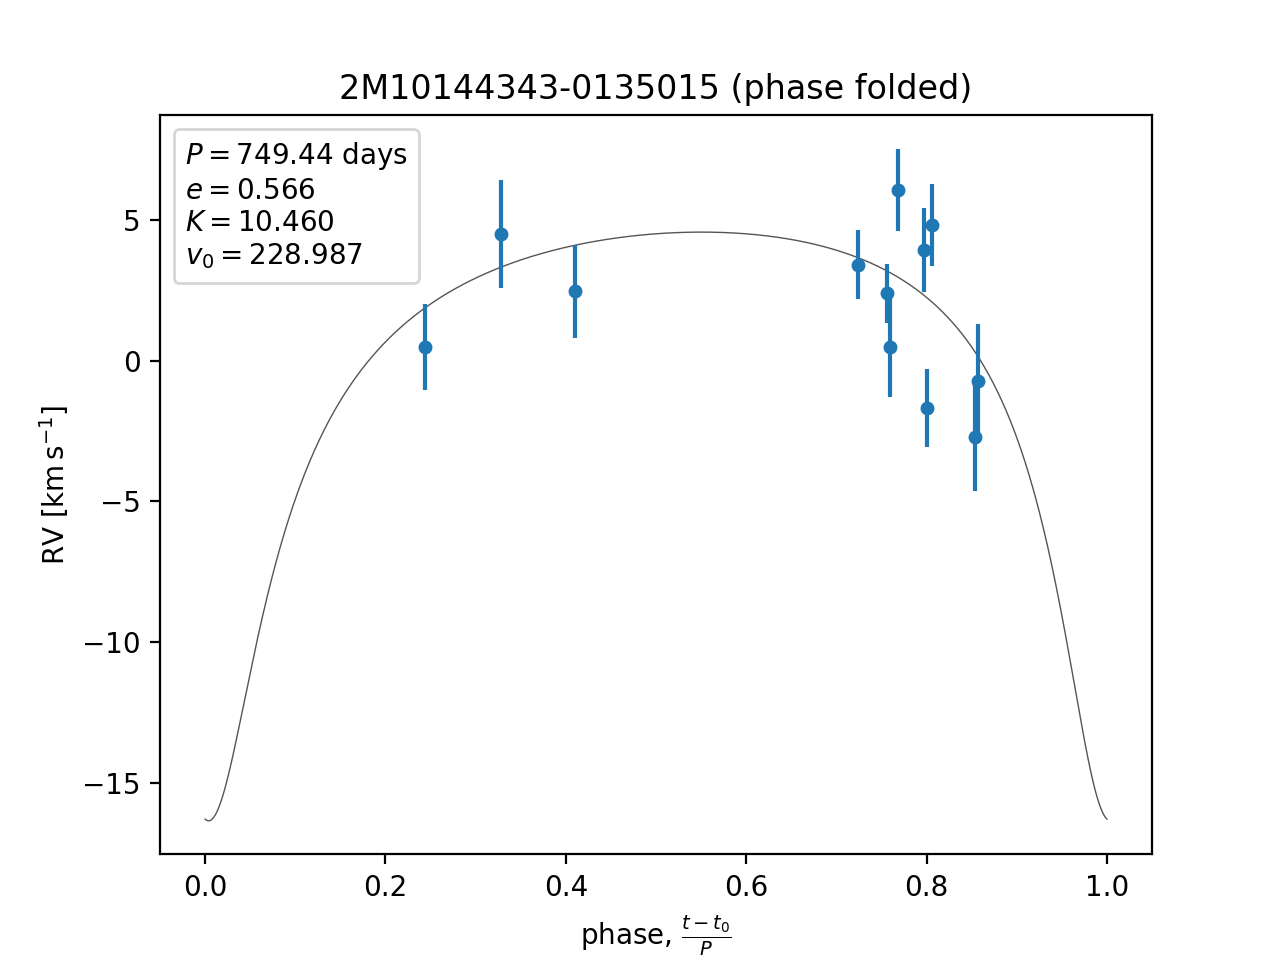 2M10144343-0135015 (phase folded)
P = 749.44 days
e = 0.566
K = 10.460
v₀ = 228.987
RV [km s⁻¹]
5
0
−5
−10
−15
0.0 0.2 0.4 0.6 0.8 1.0
phase, (t − t₀)/P